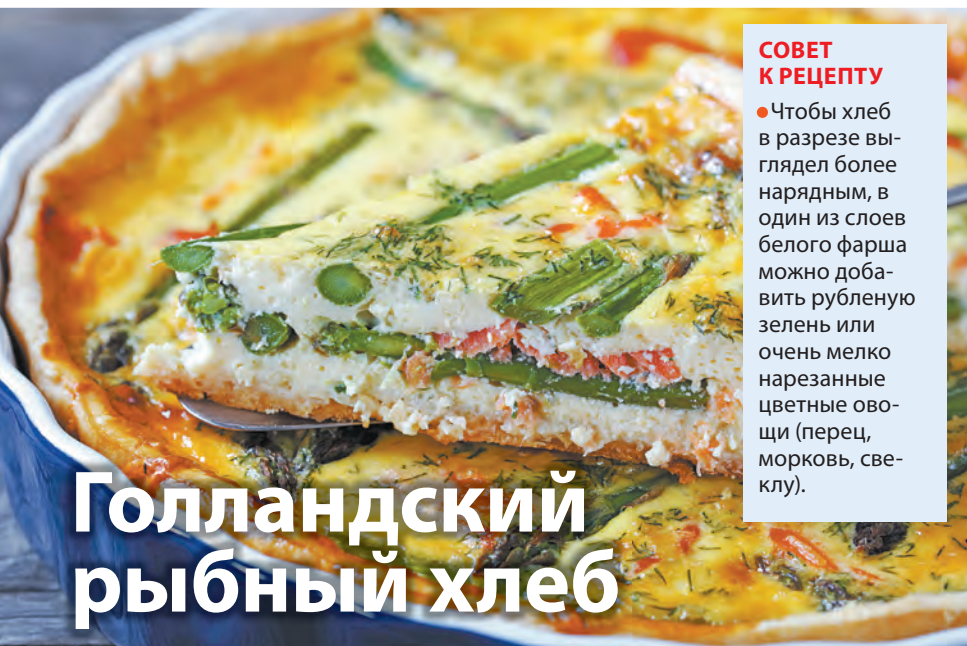 СОВЕТ
К РЕЦЕПТУ
•Чтобы хлеб
в разрезе вы-
глядел более
нарядным, в
один из слоев
белого фарша
можно доба-
вить рубленую
зелень или
очень мелко
нарезанные
цветные ово-
щи (перец,
морковь, све-
клу).
Голландский
рыбный хлеб